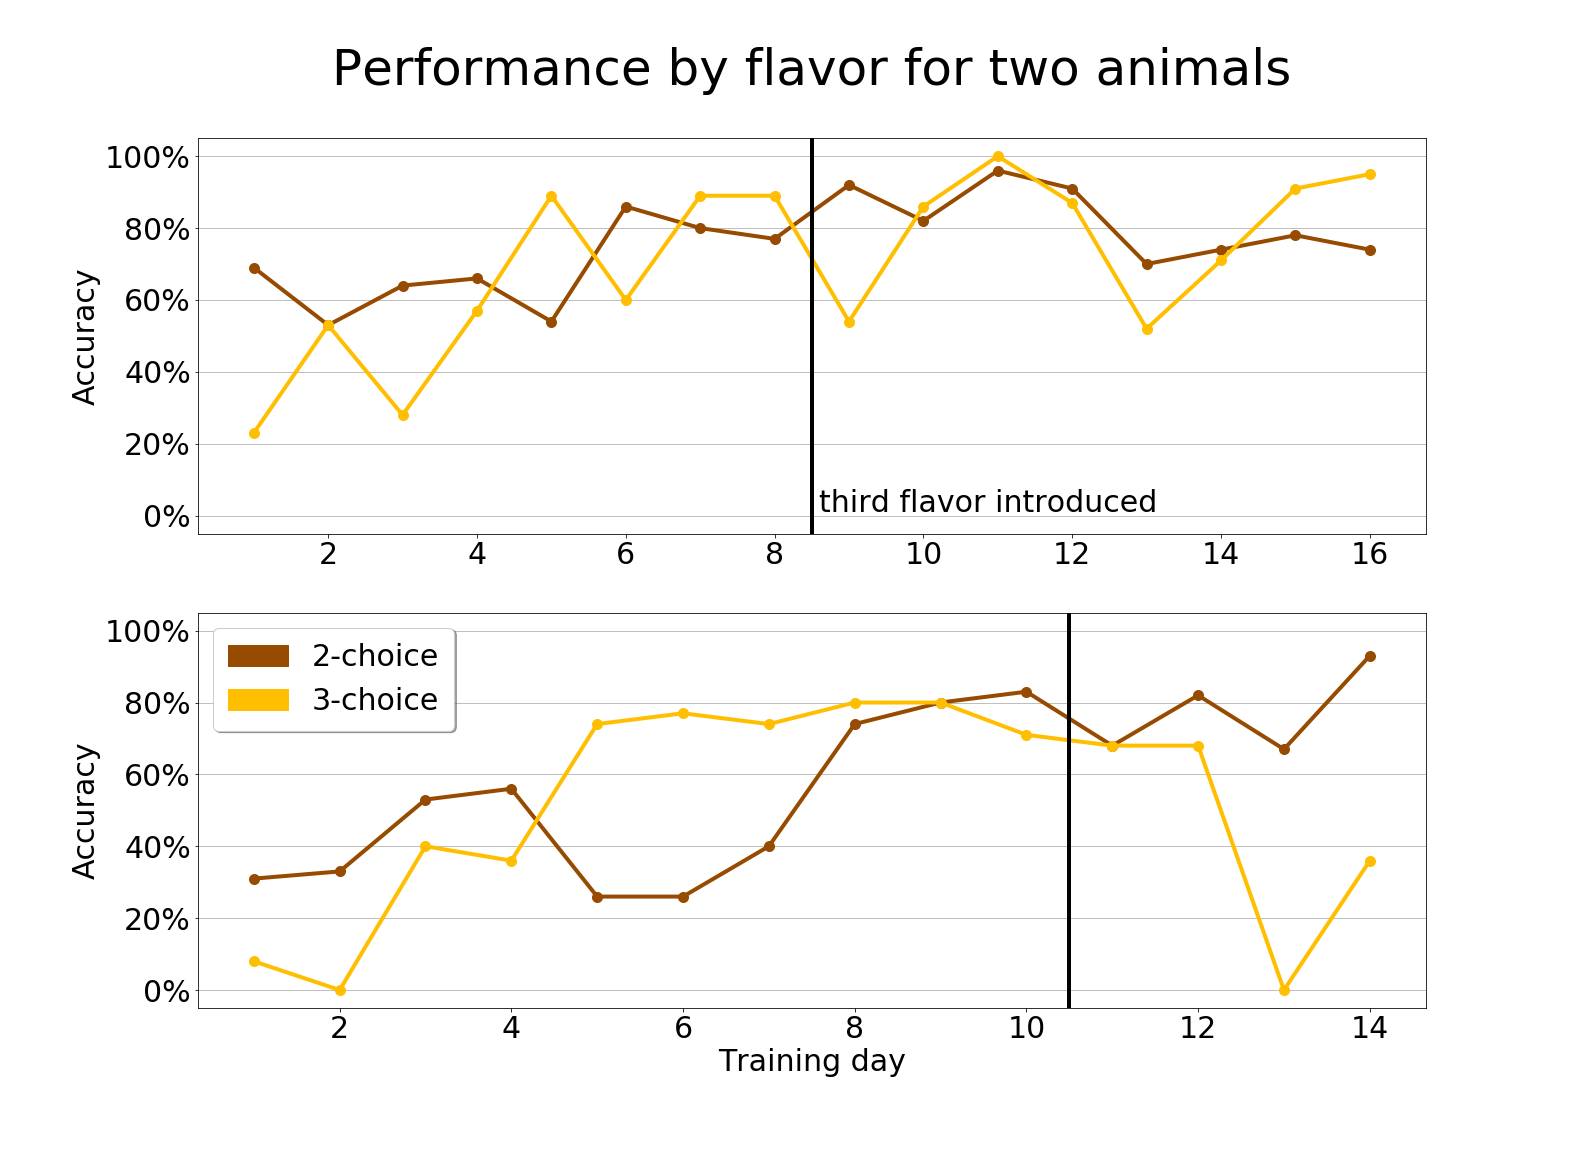 Performance by flavor for two animals
100%
80%
60%
40%
20%
0%
Accuracy
third flavor introduced
2 4 6 8 10 12 14 16
100%
80%
60%
40%
20%
0%
Accuracy
2-choice
3-choice
2 4 6 8 10 12 14
Training day